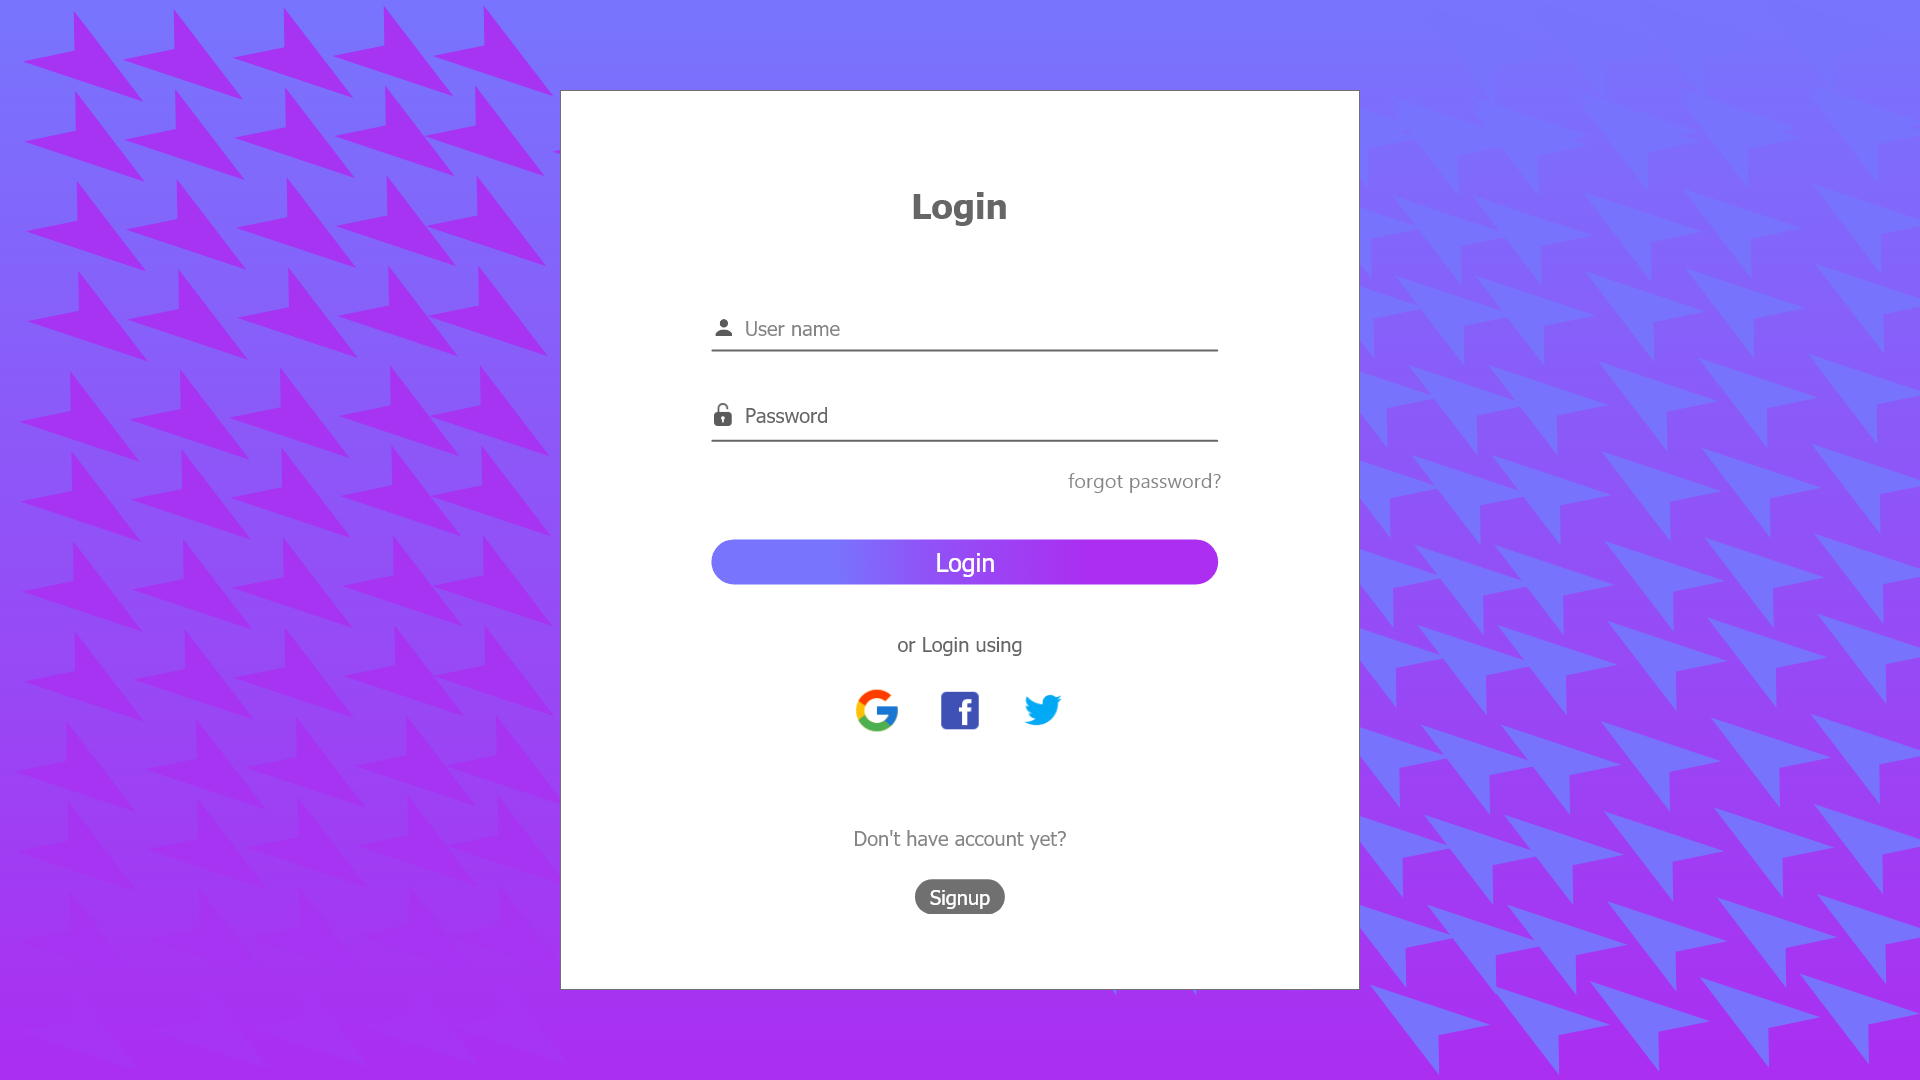 Login
User name
Password
forgot password?
Login
or Login using
Don't have account yet?
Signup